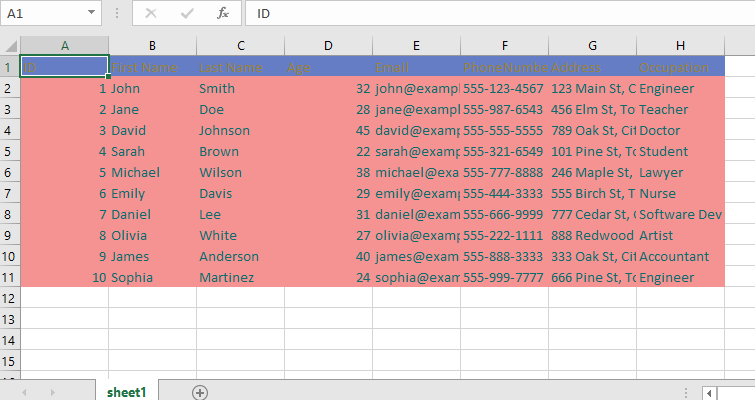 A1 fx ID
A B C D E F G H
1 ID First Name Last Name Age Email PhoneNumbe Address Occupation
2 1 John Smith 32 john@exampl 555-123-4567 123 Main St, C Engineer
3 2 Jane Doe 28 jane@exampl 555-987-6543 456 Elm St, To Teacher
4 3 David Johnson 45 david@examp 555-555-5555 789 Oak St, Cit Doctor
5 4 Sarah Brown 22 sarah@examp 555-321-6549 101 Pine St, To Student
6 5 Michael Wilson 38 michael@exa 555-777-8888 246 Maple St, Lawyer
7 6 Emily Davis 29 emily@examp 555-444-3333 555 Birch St, T Nurse
8 7 Daniel Lee 31 daniel@exam 555-666-9999 777 Cedar St, Software Dev
9 8 Olivia White 27 olivia@exam 555-222-1111 888 Redwood Artist
10 9 James Anderson 40 james@exam 555-888-3333 333 Oak St, Cit Accountant
11 10 Sophia Martinez 24 sophia@exam 555-999-7777 666 Pine St, To Engineer
12
13
14
15
sheet1